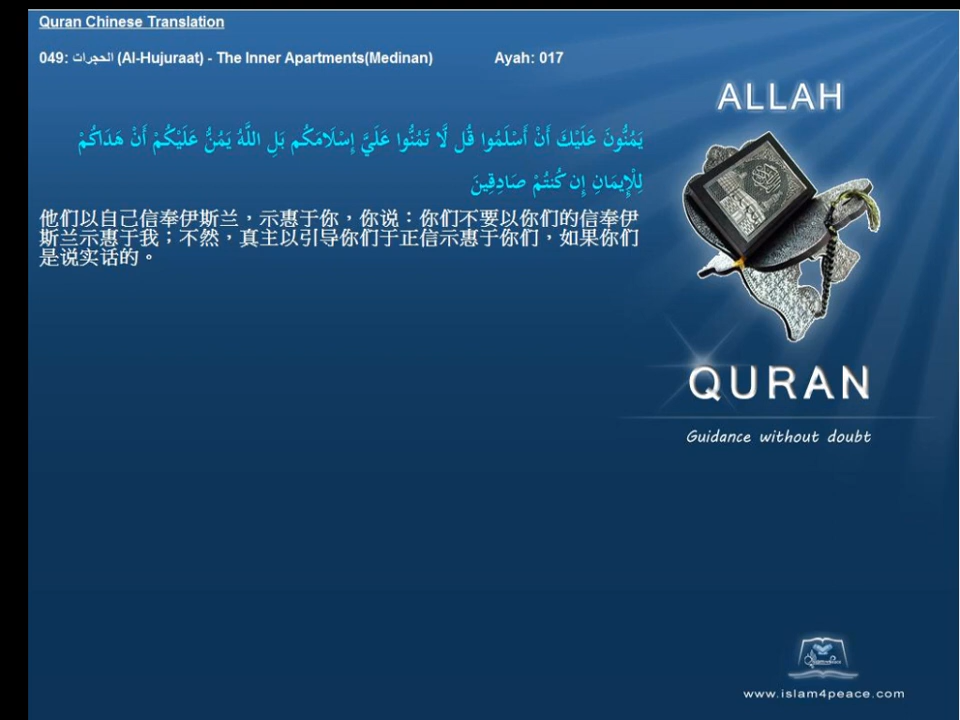 Quran Chinese Translation
049: الحجرات (Al-Hujuraat) - The Inner Apartments(Medinan) Ayah: 017
يَمُنُّونَ عَلَيْكَ أَنْ أَسْلَمُوا قُل لَّا تَمُنُّوا عَلَيَّ إِسْلَامَكُم بَلِ اللَّهُ يَمُنُّ عَلَيْكُمْ أَنْ هَدَاكُمْ
لِلْإِيمَانِ إِن كُنتُمْ صَادِقِينَ
他们以自己信奉伊斯兰，示惠于你，你说：你们不要以你们的信奉伊
斯兰示惠于我；不然，真主以引导你们于正信示惠于你们，如果你们
是说实话的。
ALLAH
QURAN
Guidance without doubt
www.islam4peace.com